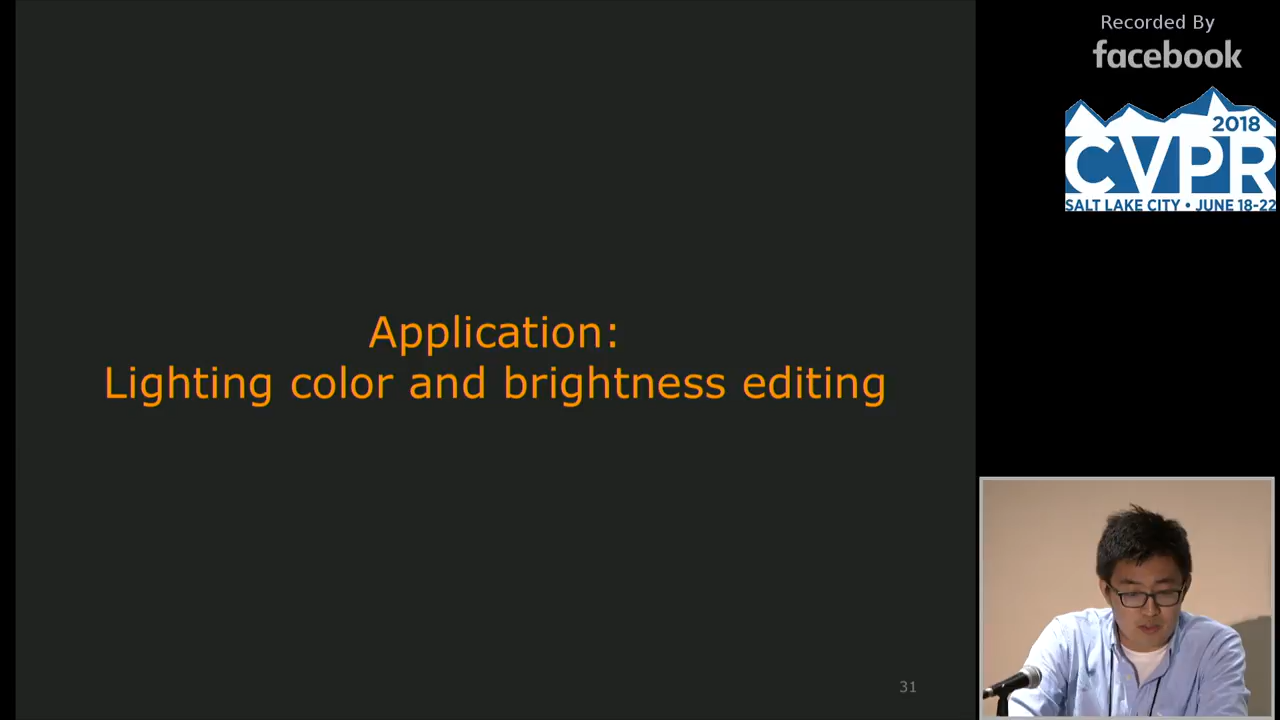 Application:
Lighting color and brightness editing
31
Recorded By
facebook
2018
CVPR
SALT LAKE CITY • JUNE 18-22